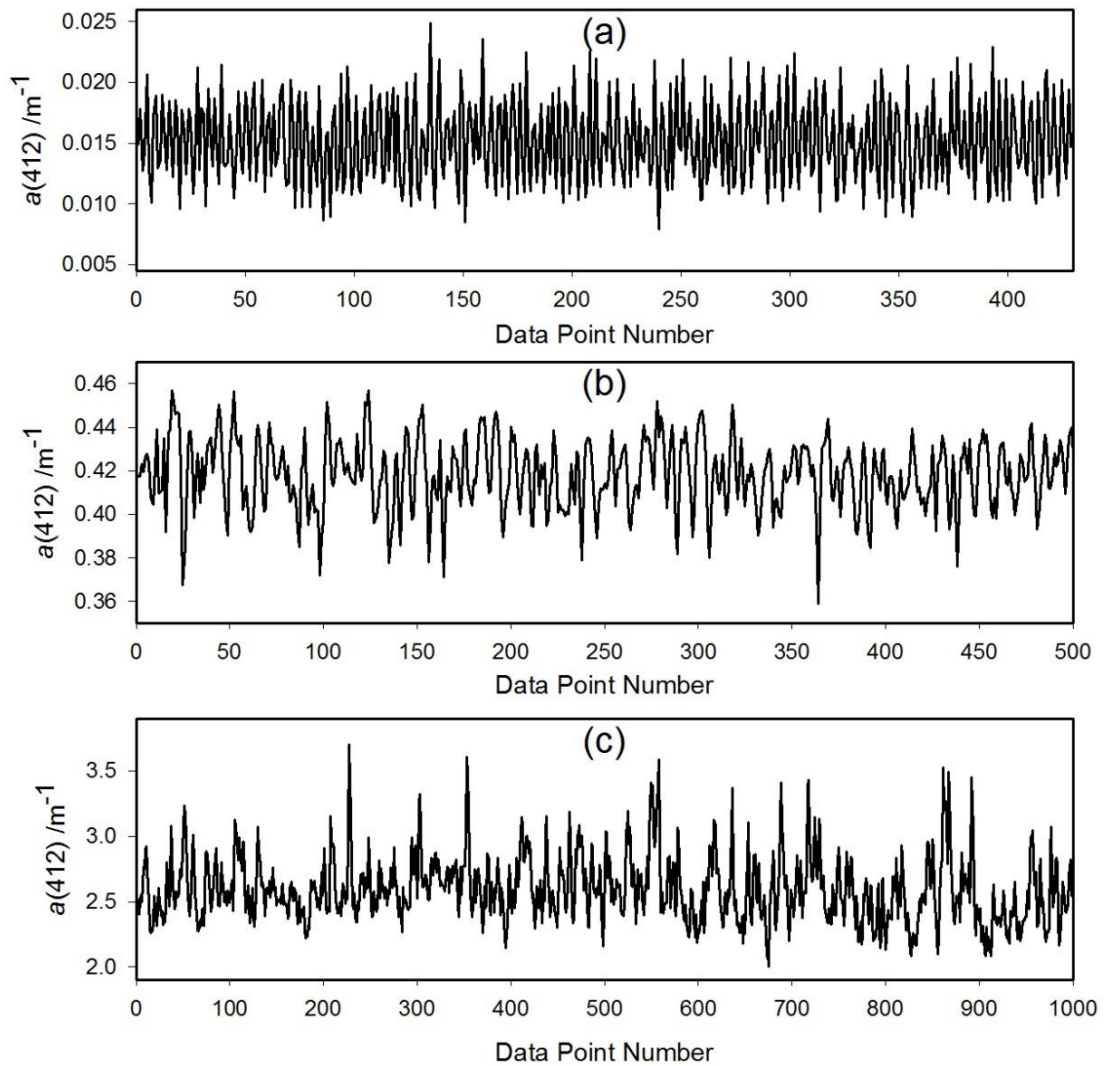 (a)
a(412) /m⁻¹
0.025
0.020
0.015
0.010
0.005
0 50 100 150 200 250 300 350 400
Data Point Number
(b)
a(412) /m⁻¹
0.46
0.44
0.42
0.40
0.38
0.36
0 50 100 150 200 250 300 350 400 450 500
Data Point Number
(c)
a(412) /m⁻¹
3.5
3.0
2.5
2.0
0 100 200 300 400 500 600 700 800 900 1000
Data Point Number